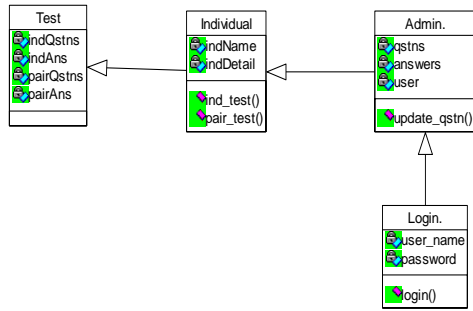 Test
indQstns
indAns
pairQstns
pairAns
Individual
indName
indDetail
ind_test()
pair_test()
Admin.
qstns
answers
user
update_qstn()
Login.
user_name
password
login()